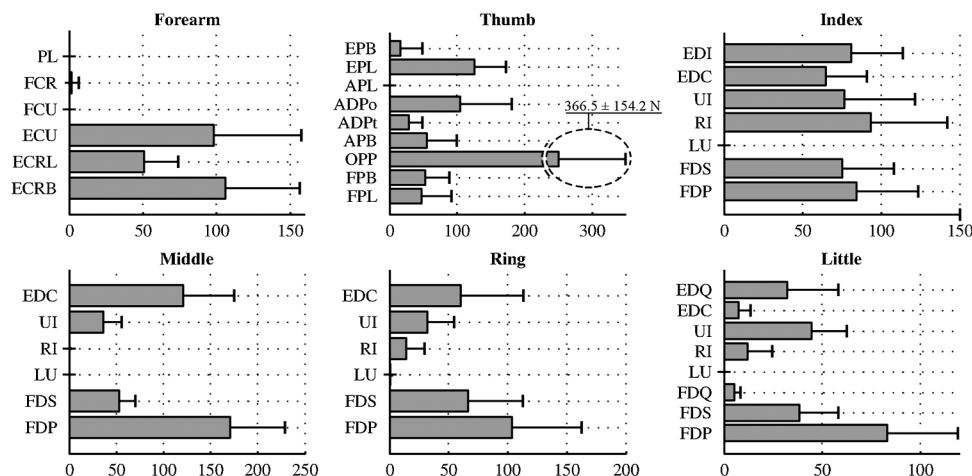 Forearm
PL
FCR
FCU
ECU
ECRL
ECRB
0 50 100 150
Thumb
EPB
EPL
APL
ADPo
ADPt
APB
OPP
FPB
FPL
366.5 ± 154.2 N
0 100 200 300
Index
EDI
EDC
UI
RI
LU
FDS
FDP
0 50 100 150
Middle
EDC
UI
RI
LU
FDS
FDP
0 50 100 150 200 250
Ring
EDC
UI
RI
LU
FDS
FDP
0 50 100 150 200
Little
EDQ
EDC
UI
RI
LU
FDQ
FDS
FDP
0 50 100